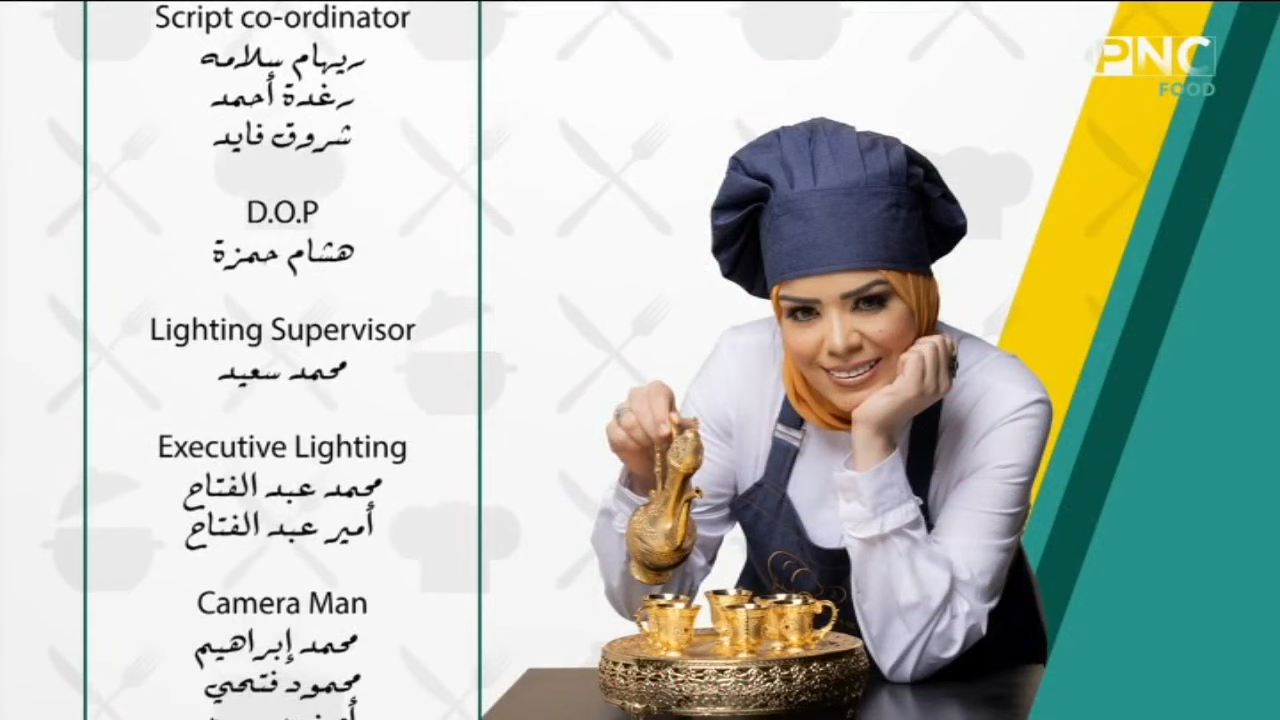 Script co-ordinator
ريهام سلامه
رغدة أحمد
شروق فايد
D.O.P
هشام حمزة
Lighting Supervisor
محمد سعيد
Executive Lighting
محمد عبد الفتاح
أمير عبد الفتاح
Camera Man
محمد إبراهيم
محمود فتحي
PNC
FOOD